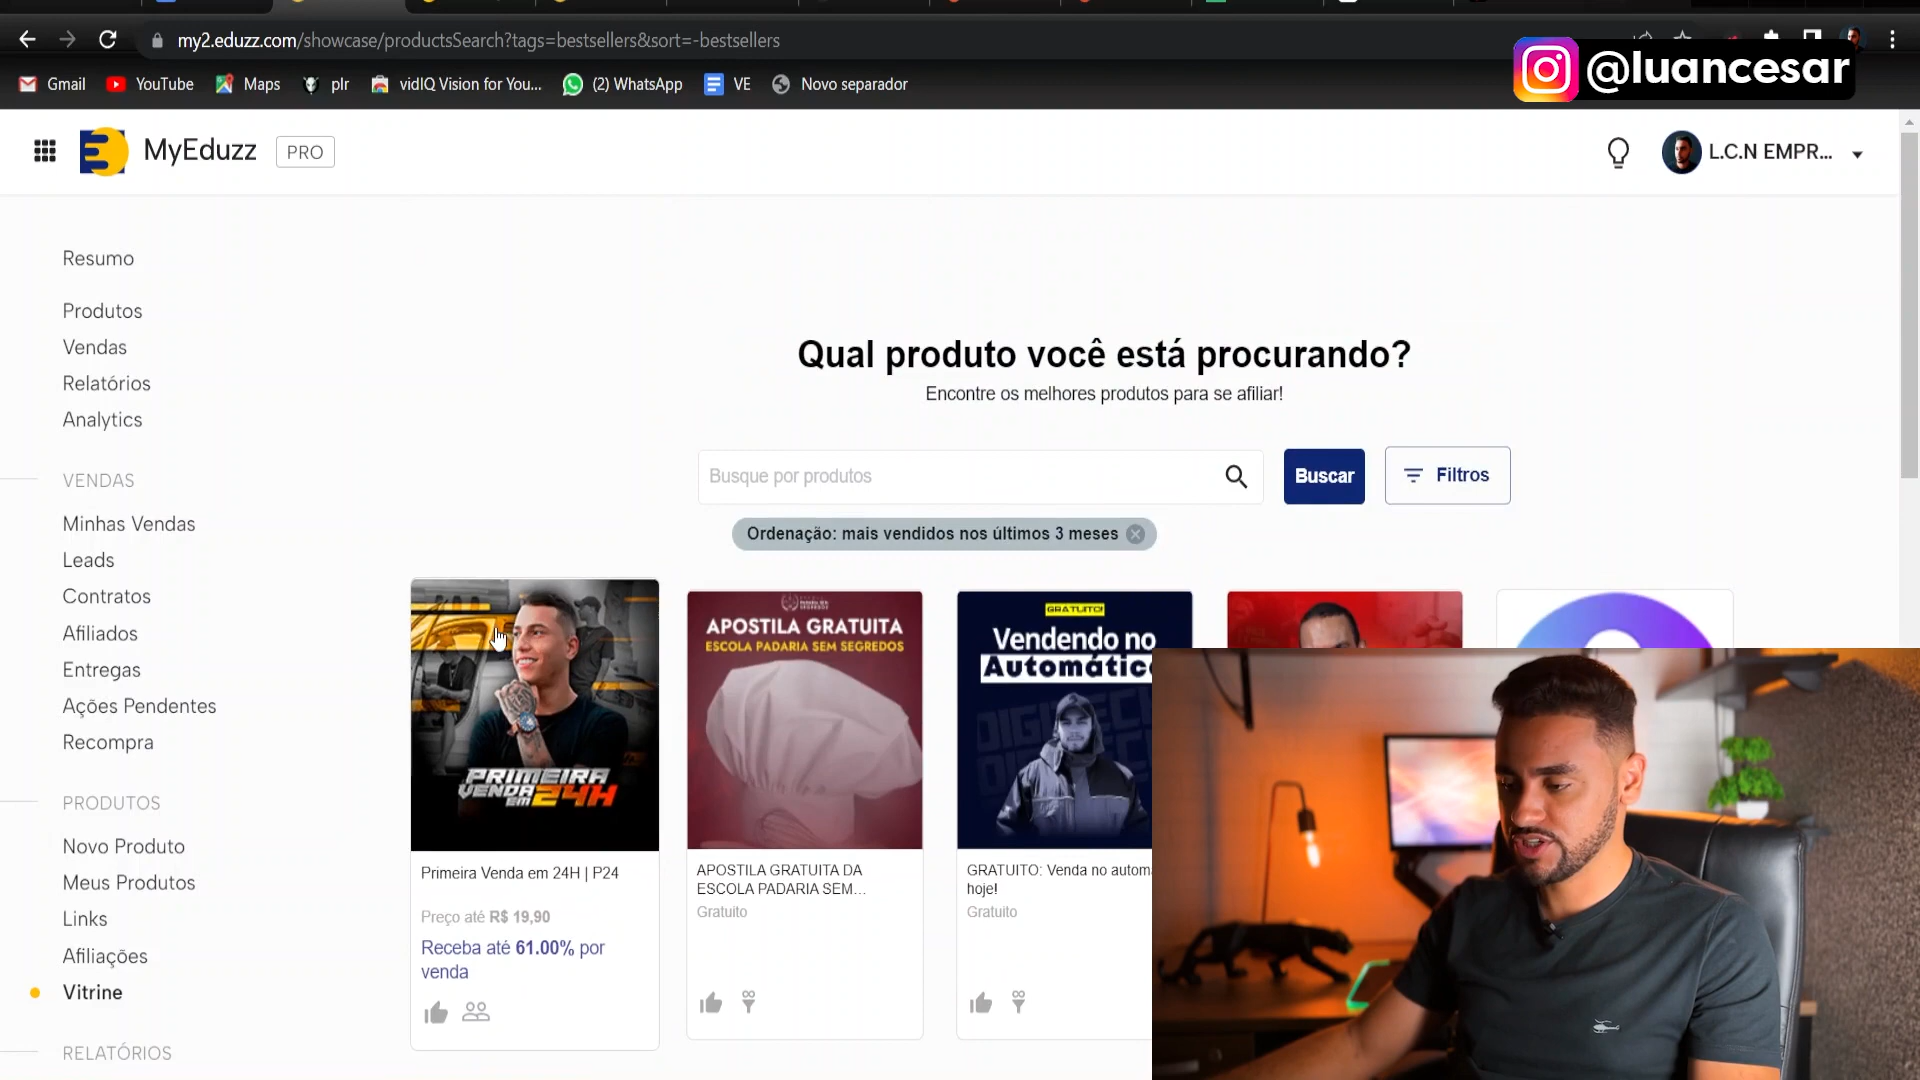 my2.eduzz.com/showcase/productsSearch?tags=bestsellers&sort=-bestsellers
Gmail
YouTube
Maps
plr
vidIQ Vision for You...
(2) WhatsApp
VE
Novo separador
@luancesar
MyEduzz
PRO
L.C.N EMPR...
Resumo
Produtos
Vendas
Relatórios
Analytics
VENDAS
Minhas Vendas
Leads
Contratos
Afiliados
Entregas
Ações Pendentes
Recompra
PRODUTOS
Novo Produto
Meus Produtos
Links
Afiliações
Vitrine
RELATÓRIOS
Qual produto você está procurando?
Encontre os melhores produtos para se afiliar!
Busque por produtos
Buscar
Filtros
Ordenação: mais vendidos nos últimos 3 meses
PRIMEIRA
VENDA EM 24H
Primeira Venda em 24H | P24
Preço até R$ 19,90
Receba até 61.00% por
venda
APOSTILA GRATUITA
ESCOLA PADARIA SEM SEGREDOS
APOSTILA GRATUITA DA
ESCOLA PADARIA SEM...
Gratuito
GRATUITO!
Vendendo no
Automátic
GRATUITO: Venda no autom
hoje!
Gratuito